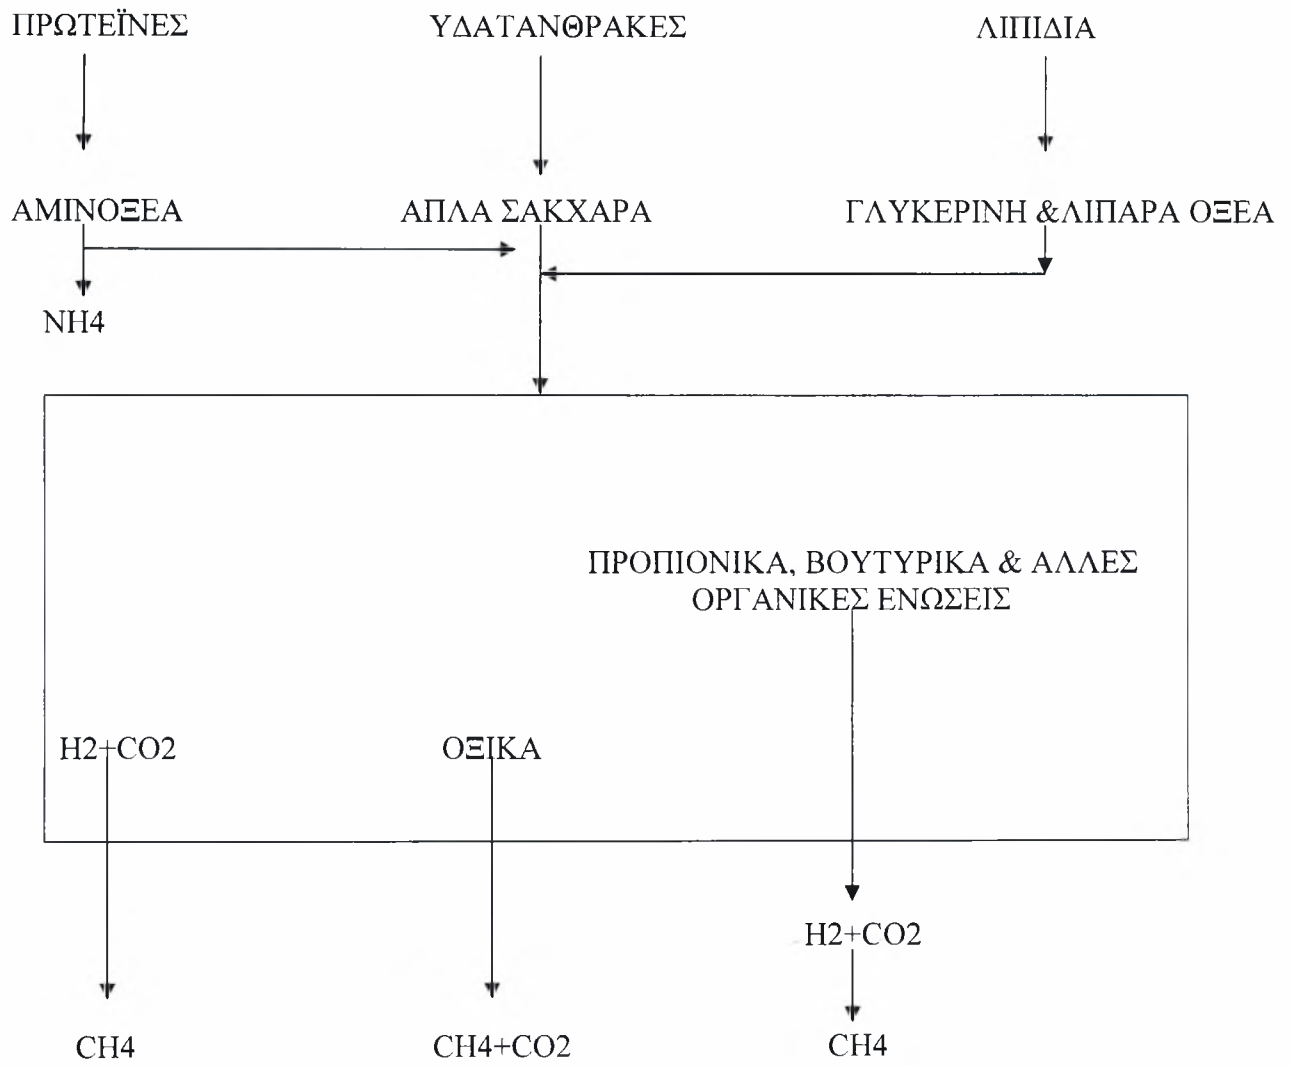 ΠΡΩΤΕΪΝΕΣ
ΥΔΑΤΑΝΘΡΑΚΕΣ
ΛΙΠΙΔΙΑ
ΑΜΙΝΟΞΕΑ
ΑΠΛΑ ΣΑΚΧΑΡΑ
ΓΛΥΚΕΡΙΝΗ &ΛΙΠΑΡΑ ΟΞΕΑ
NH4
ΠΡΟΠΙΟΝΙΚΑ, ΒΟΥΤΥΡΙΚΑ & ΑΛΛΕΣ
ΟΡΓΑΝΙΚΕΣ ΕΝΩΣΕΙΣ
H2+CO2
ΟΞΙΚΑ
H2+CO2
CH4
CH4+CO2
CH4